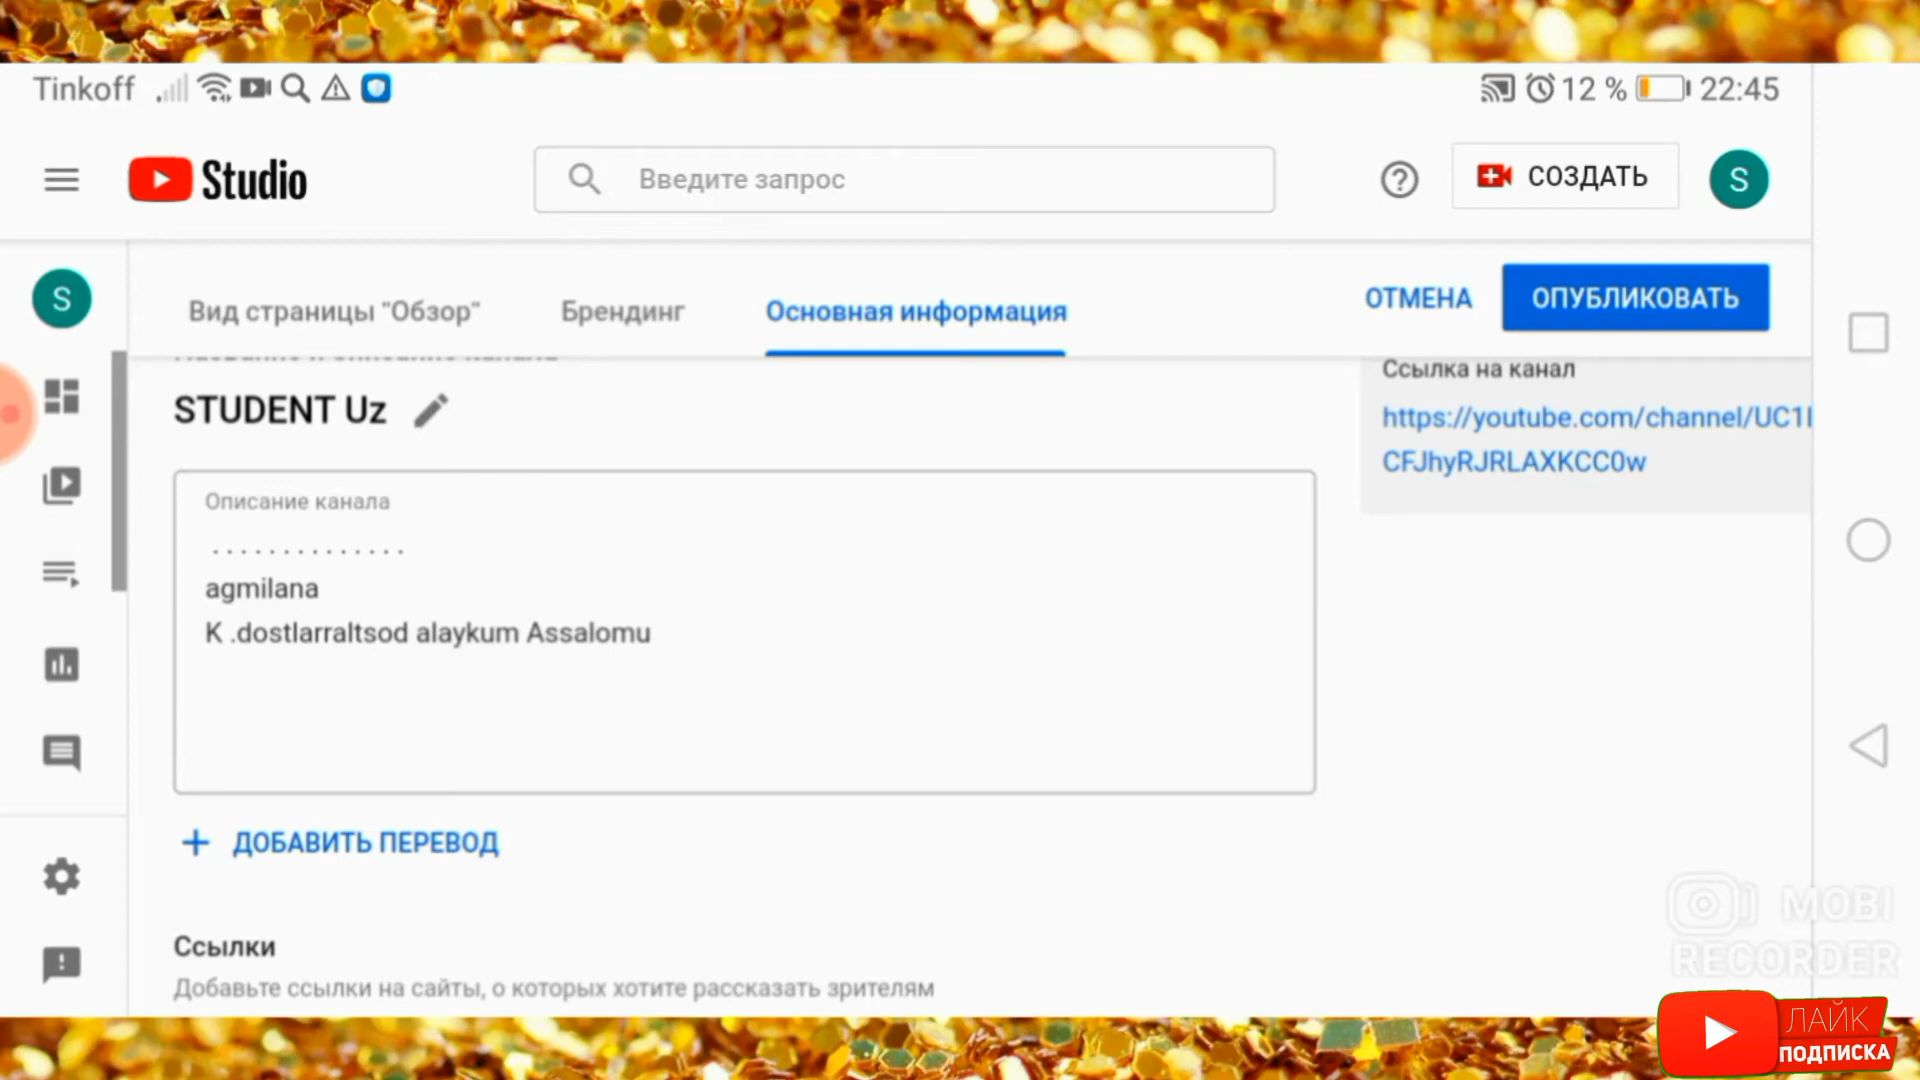 Tinkoff 12 % 22:45
Studio
Введите запрос
СОЗДАТЬ
S
S
Вид страницы "Обзор" Брендинг Основная информация
ОТМЕНА ОПУБЛИКОВАТЬ
STUDENT Uz
Ссылка на канал
https://youtube.com/channel/UC1I
CFJhyRJRLAXKCC0w
Описание канала
. . . . . . . . . . . . . .
agmilana
K .dostlarraltsod alaykum Assalomu
+ ДОБАВИТЬ ПЕРЕВОД
Ссылки
Добавьте ссылки на сайты, о которых хотите рассказать зрителям
MOBI
RECORDER
ЛАЙК
ПОДПИСКА